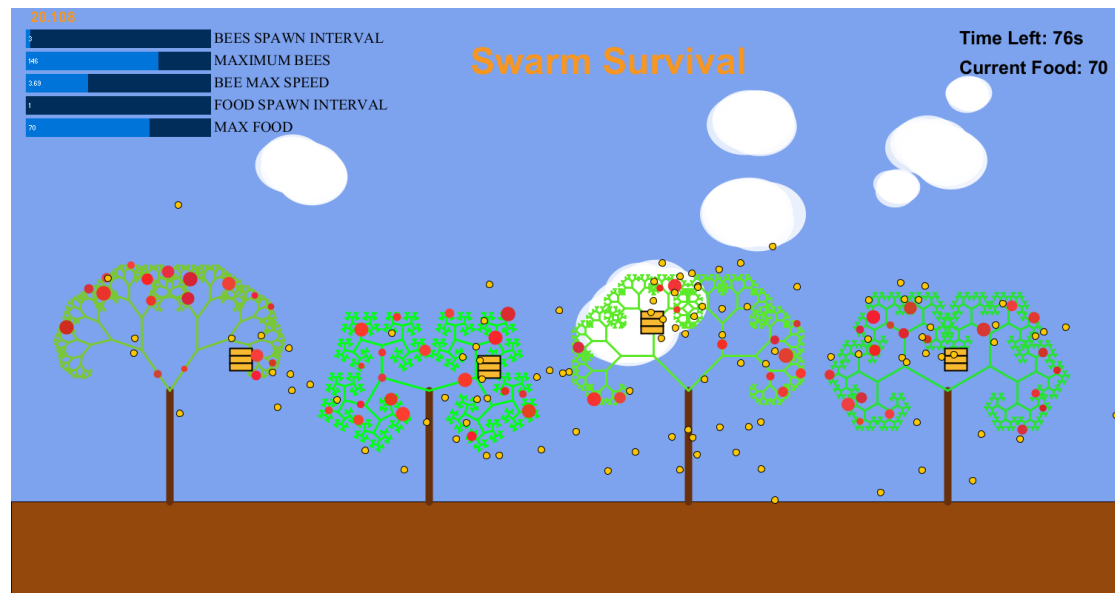 20.108
3 BEES SPAWN INTERVAL
146 MAXIMUM BEES
3.69 BEE MAX SPEED
1 FOOD SPAWN INTERVAL
70 MAX FOOD
Swarm Survival
Time Left: 76s
Current Food: 70